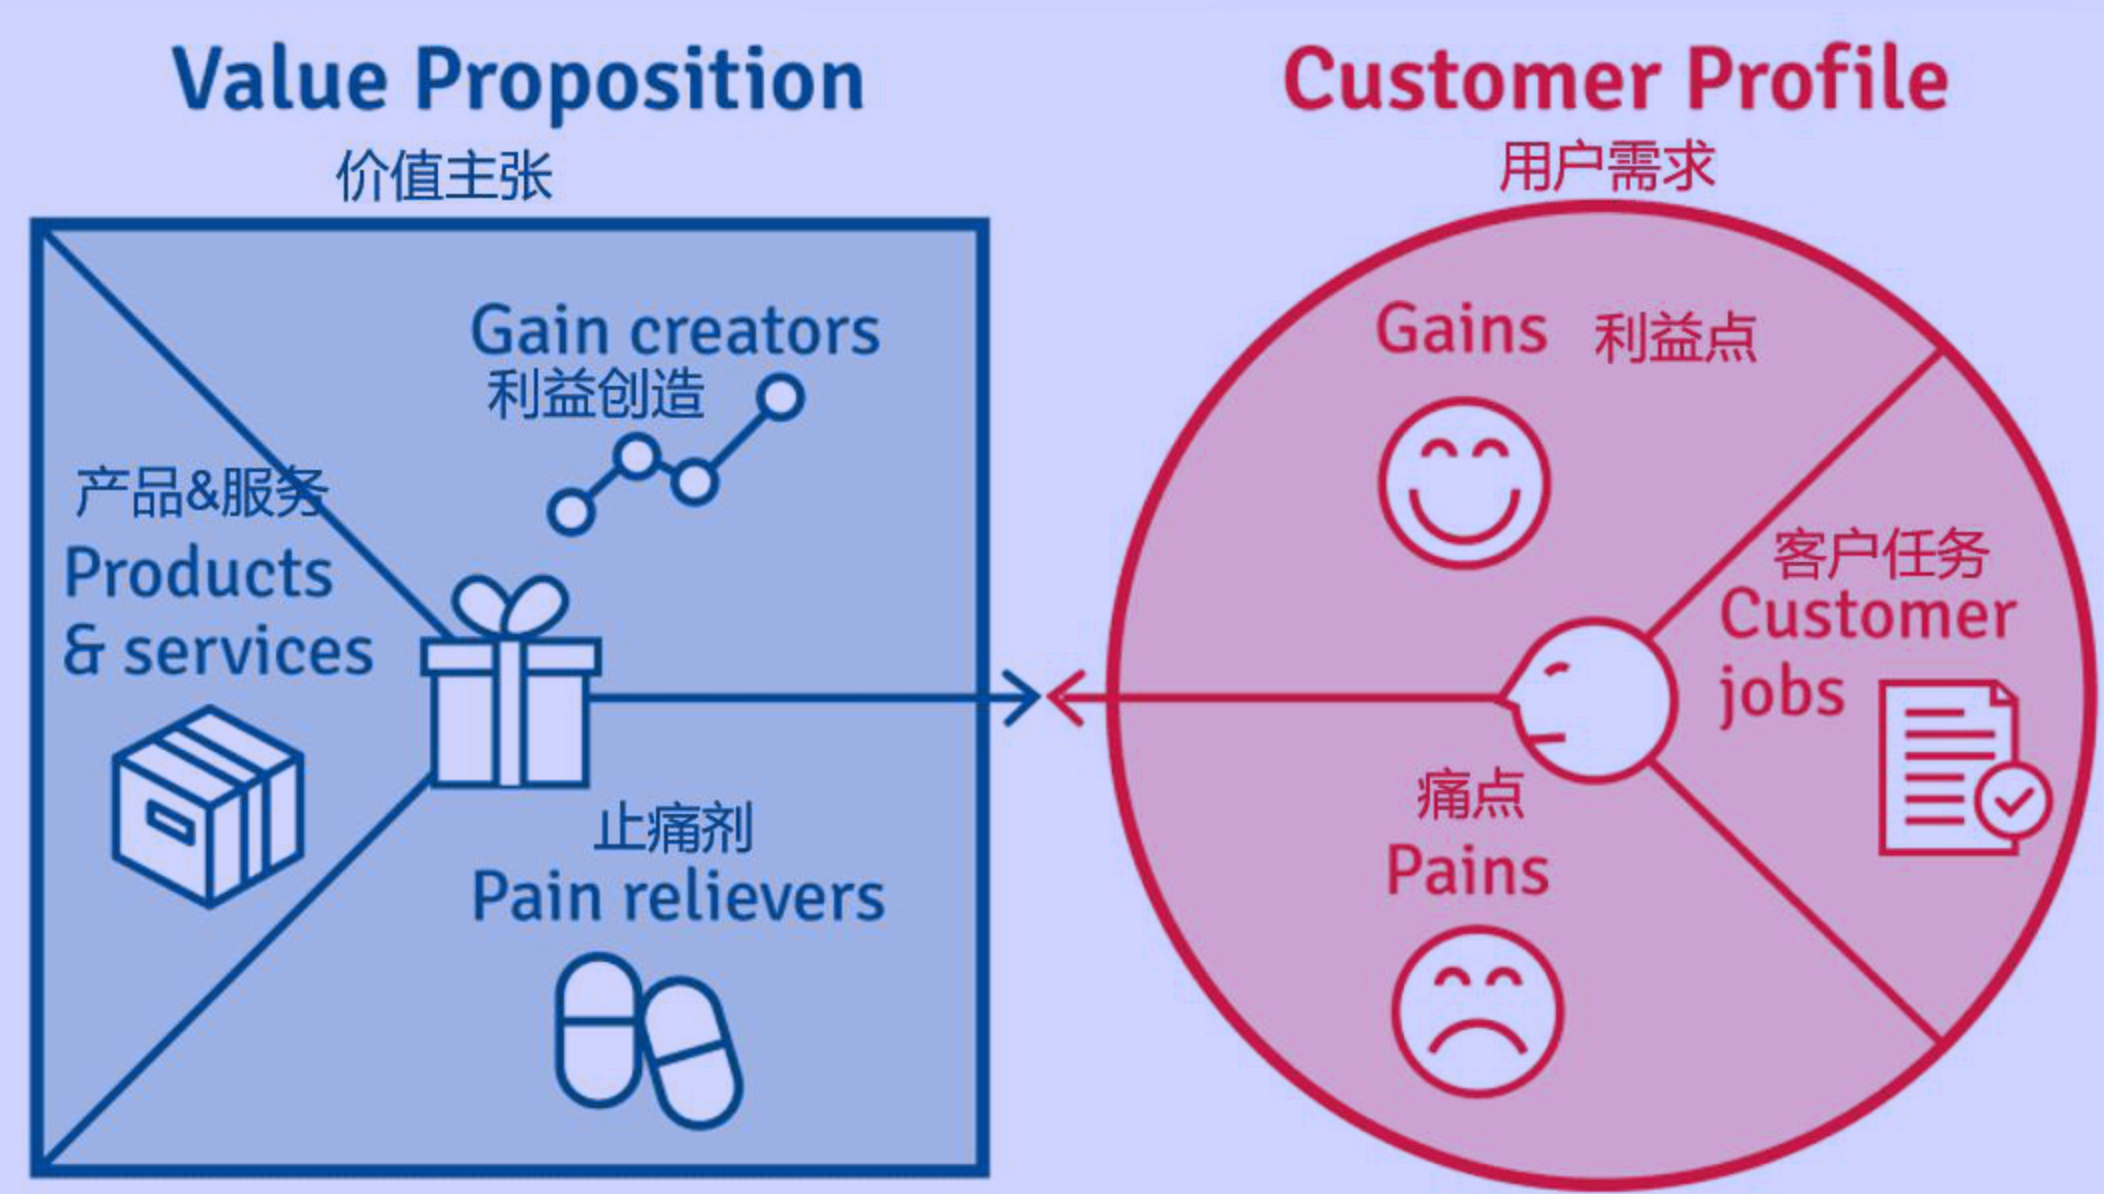 Value Proposition
价值主张
Gain creators
利益创造
产品&服务
Products
& services
止痛剂
Pain relievers
Customer Profile
用户需求
Gains 利益点
客户任务
Customer
jobs
痛点
Pains